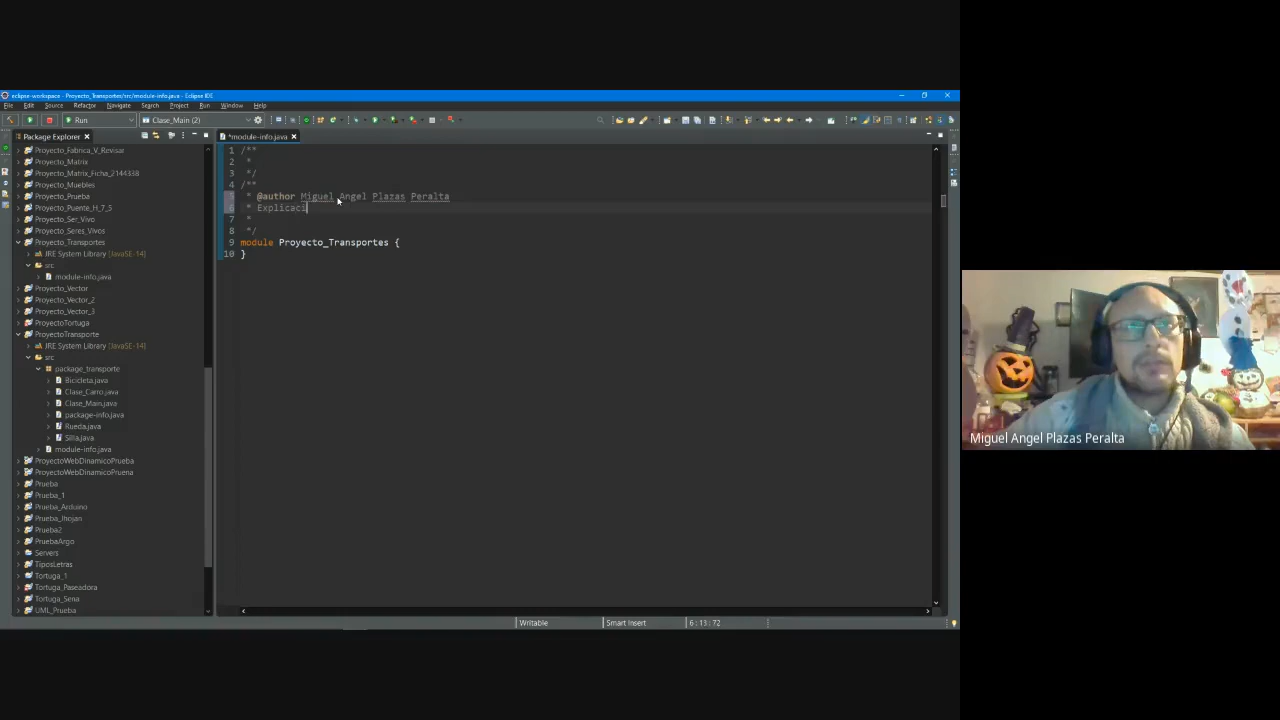 eclipse-workspace - Proyecto_Transportes/src/module-info.java - Eclipse IDE
File Edit Source Refactor Navigate Search Project Run Window Help
Run
Clase_Main (2)
Package Explorer
*module-info.java
Proyecto_Fabrica_V_Revisar
Proyecto_Matrix
Proyecto_Matrix_Ficha_2144338
Proyecto_Muebles
Proyecto_Prueba
Proyecto_Puente_H_7_5
Proyecto_Ser_Vivo
Proyecto_Seres_Vivos
Proyecto_Transportes
JRE System Library [JavaSE-14]
src
module-info.java
Proyecto_Vector
Proyecto_Vector_2
Proyecto_Vector_3
ProyectoTortuga
ProyectoTransporte
JRE System Library [JavaSE-14]
src
package_transporte
Bicicleta.java
Clase_Carro.java
Clase_Main.java
package-info.java
Rueda.java
Silla.java
module-info.java
ProyectoWebDinamicoPrueba
ProyectoWebDinamicoPruena
Prueba
Prueba_1
Prueba_Arduino
Prueba_Jhojan
Prueba2
PruebaArgo
Servers
TiposLetras
Tortuga_1
Tortuga_Paseadora
Tortuga_Sena
UML_Prueba
1 /**
2 *
3 */
4 /**
5 * @author Miguel Angel Plazas Peralta
6 * Explicaci
7 *
8 */
9 module Proyecto_Transportes {
10 }
Writable
Smart Insert
6 : 13 : 72
Miguel Angel Plazas Peralta